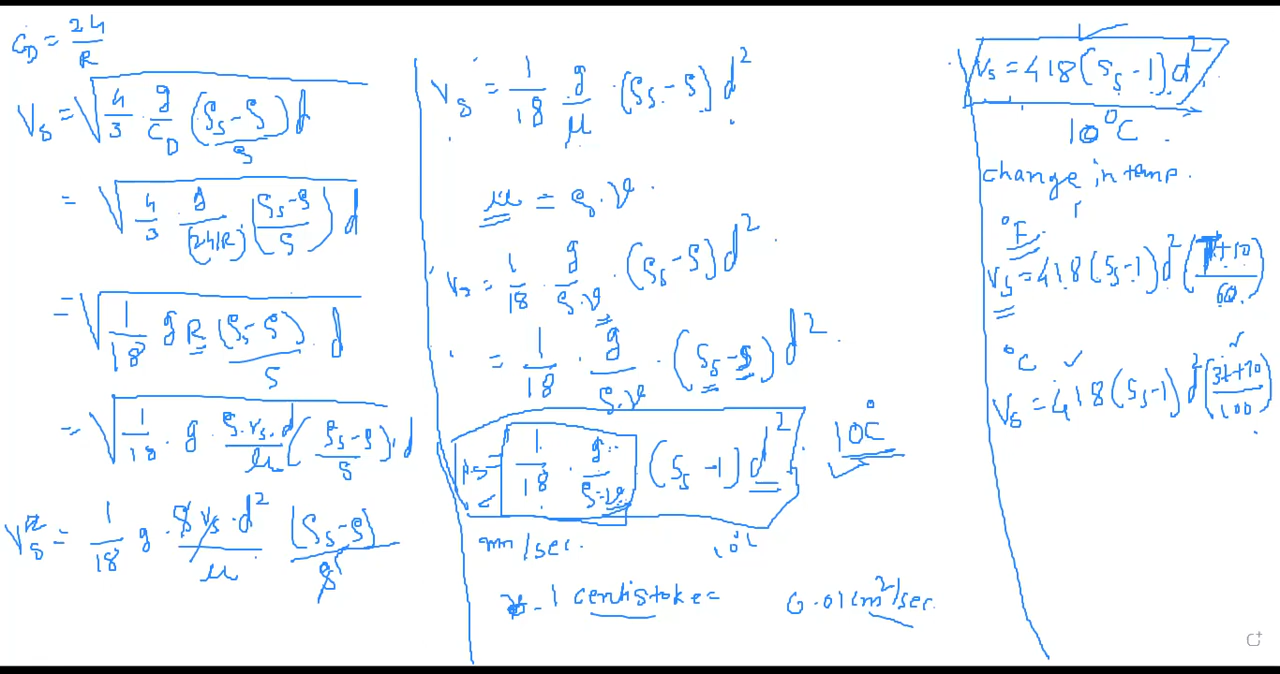 C_D = 24/R
V_s = √(4/3 · g/C_D (ρ_s - ρ)/ρ d)
= √(4/3 · g/(24/R) · (ρ_s - ρ)/ρ d)
= √(1/18 g R (ρ_s - ρ)/ρ · d)
= √(1/18 · g · ρ·v_s·d/μ (ρ_s - ρ)/ρ · d)
V_s² = 1/18 g · ρ v_s · d²/μ (ρ_s - ρ)/ρ
V_s = 1/18 g/μ · (ρ_s - ρ) d²
μ = ρ·ν.
V_s = 1/18 · g/ρ·ν · (ρ_s - ρ) d²
= 1/18 · g/ρ·ν · (S_s - S) d²
V_s = 1/18 · g/ρ·ν (S_s - 1) d² 10°C
mm/sec. 10°C
1 centistokes 0.01 cm²/sec.
V_s = 418 (S_s - 1) d²
10°C
change in temp.
°F
V_s = 418 (S_s - 1) d² (T+10/60)
°C
V_s = 418 (S_s - 1) d² (3t+70/100)